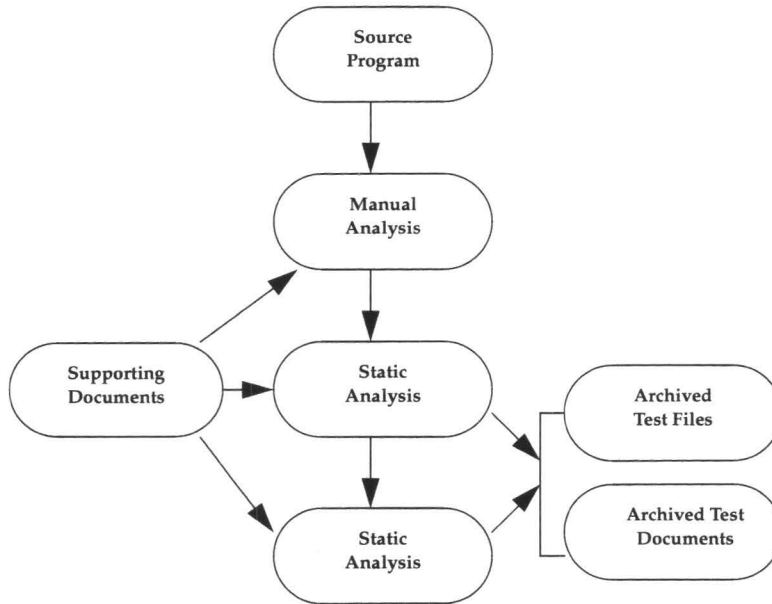 Source
Program
Manual
Analysis
Supporting
Documents
Static
Analysis
Archived
Test Files
Static
Analysis
Archived Test
Documents